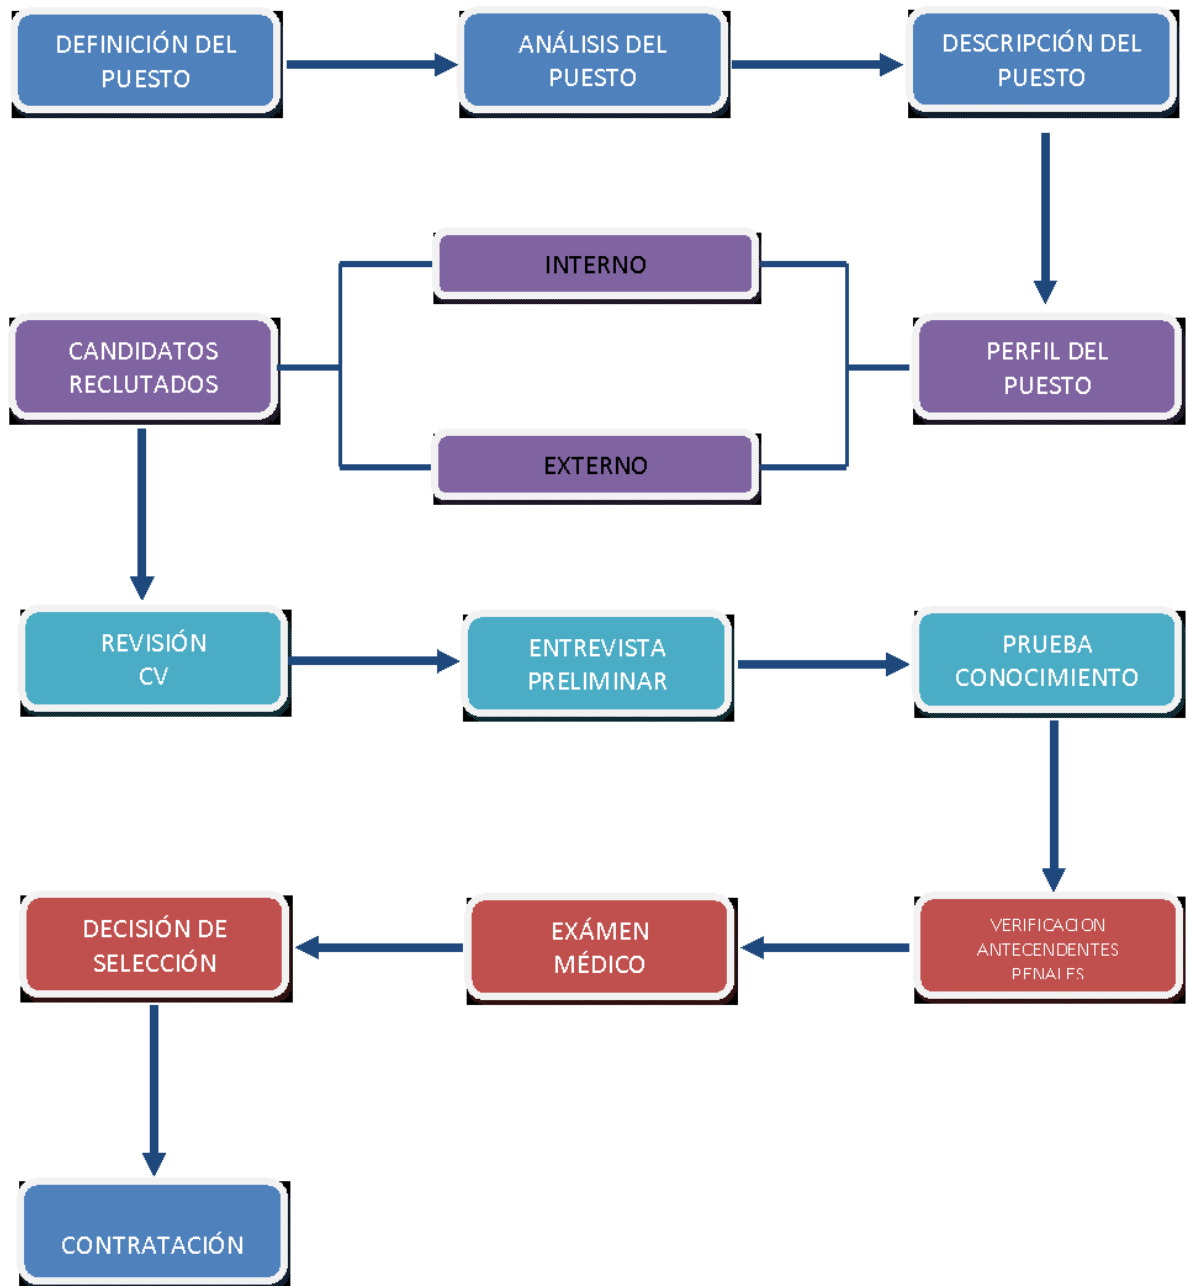 DEFINICIÓN DEL
PUESTO
ANÁLISIS DEL
PUESTO
DESCRIPCIÓN DEL
PUESTO
INTERNO
CANDIDATOS
RECLUTADOS
PERFIL DEL
PUESTO
EXTERNO
REVISIÓN
CV
ENTREVISTA
PRELIMINAR
PRUEBA
CONOCIMIENTO
DECISIÓN DE
SELECCIÓN
EXÁMEN
MÉDICO
VERIFICACION
ANTECENDENTES
PENALES
CONTRATACIÓN